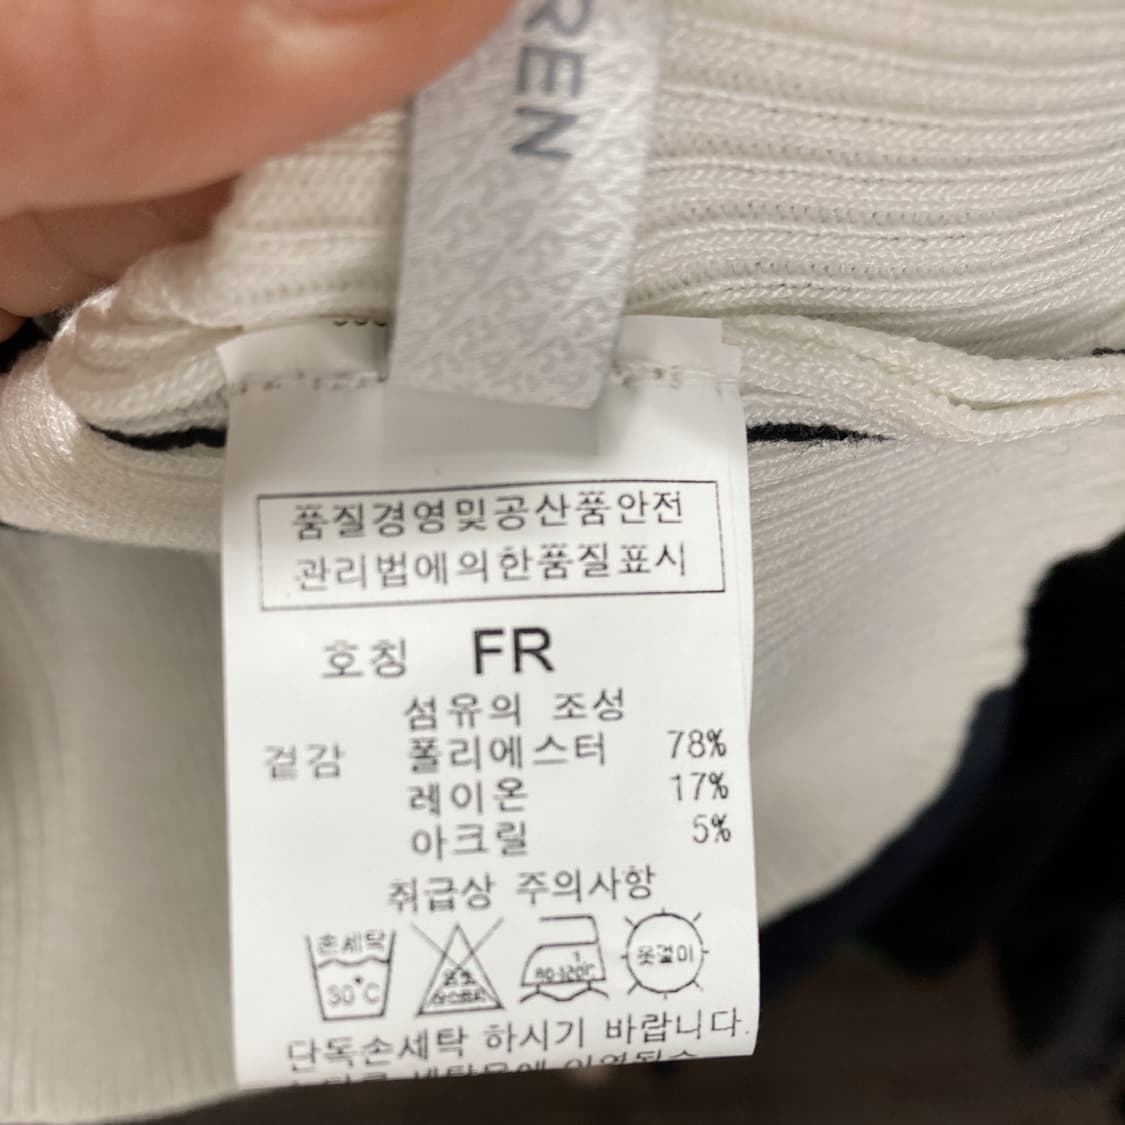 REN
품질경영및공산품안전
관리법에의한품질표시
호칭 FR
섬유의 조성
겉감 폴리에스터 78%
레이온 17%
아크릴 5%
취급상 주의사항
손세탁
30°C
80-120℃
옷걸이
단독손세탁 하시기 바랍니다.